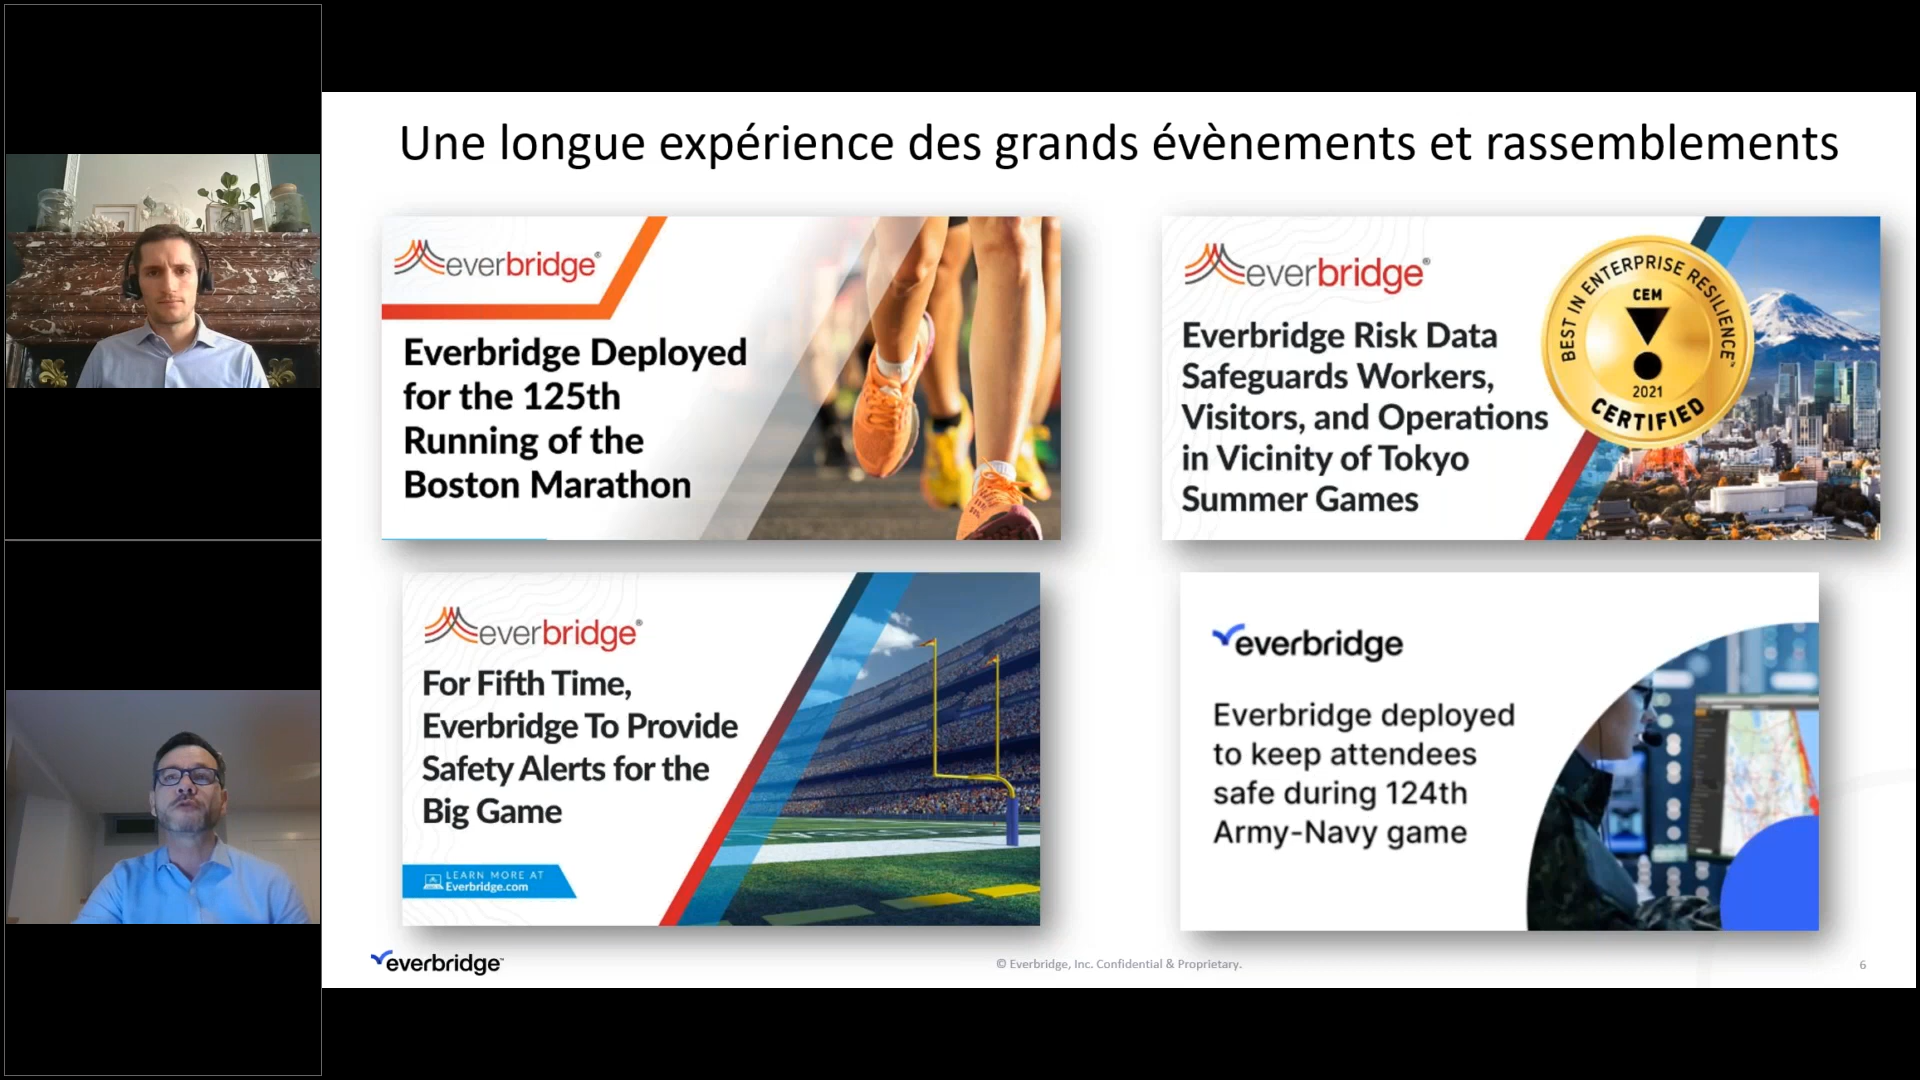 Une longue expérience des grands évènements et rassemblements
everbridge®
Everbridge Deployed
for the 125th
Running of the
Boston Marathon
everbridge®
Everbridge Risk Data
Safeguards Workers,
Visitors, and Operations
in Vicinity of Tokyo
Summer Games
BEST IN ENTERPRISE RESILIENCE™
CEM
2021
CERTIFIED
everbridge®
For Fifth Time,
Everbridge To Provide
Safety Alerts for the
Big Game
LEARN MORE AT
Everbridge.com
everbridge
Everbridge deployed
to keep attendees
safe during 124th
Army-Navy game
everbridge™
© Everbridge, Inc. Confidential & Proprietary.
6